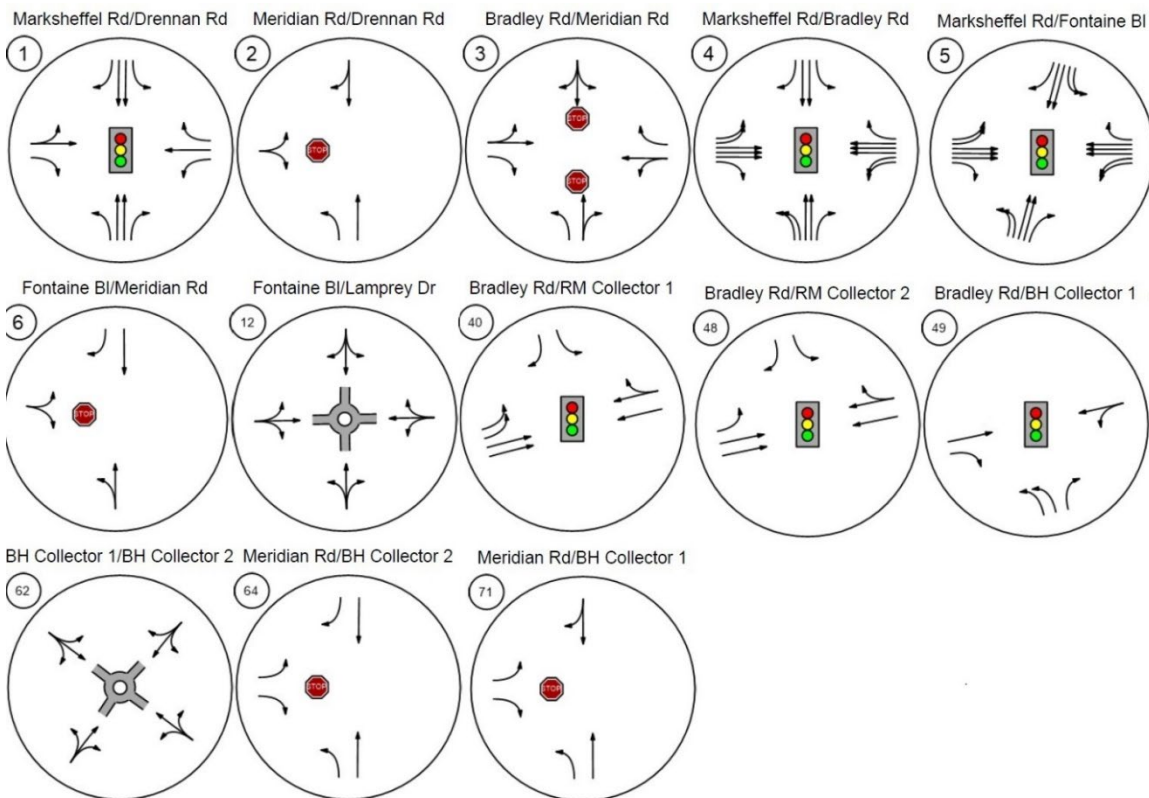 Marksheffel Rd/Drennan Rd
Meridian Rd/Drennan Rd
Bradley Rd/Meridian Rd
Marksheffel Rd/Bradley Rd
Marksheffel Rd/Fontaine Bl
1
2
3
4
5
STOP
STOP
STOP
Fontaine Bl/Meridian Rd
Fontaine Bl/Lamprey Dr
Bradley Rd/RM Collector 1
Bradley Rd/RM Collector 2
Bradley Rd/BH Collector 1
6
12
40
48
49
STOP
BH Collector 1/BH Collector 2
Meridian Rd/BH Collector 2
Meridian Rd/BH Collector 1
62
64
71
STOP
STOP